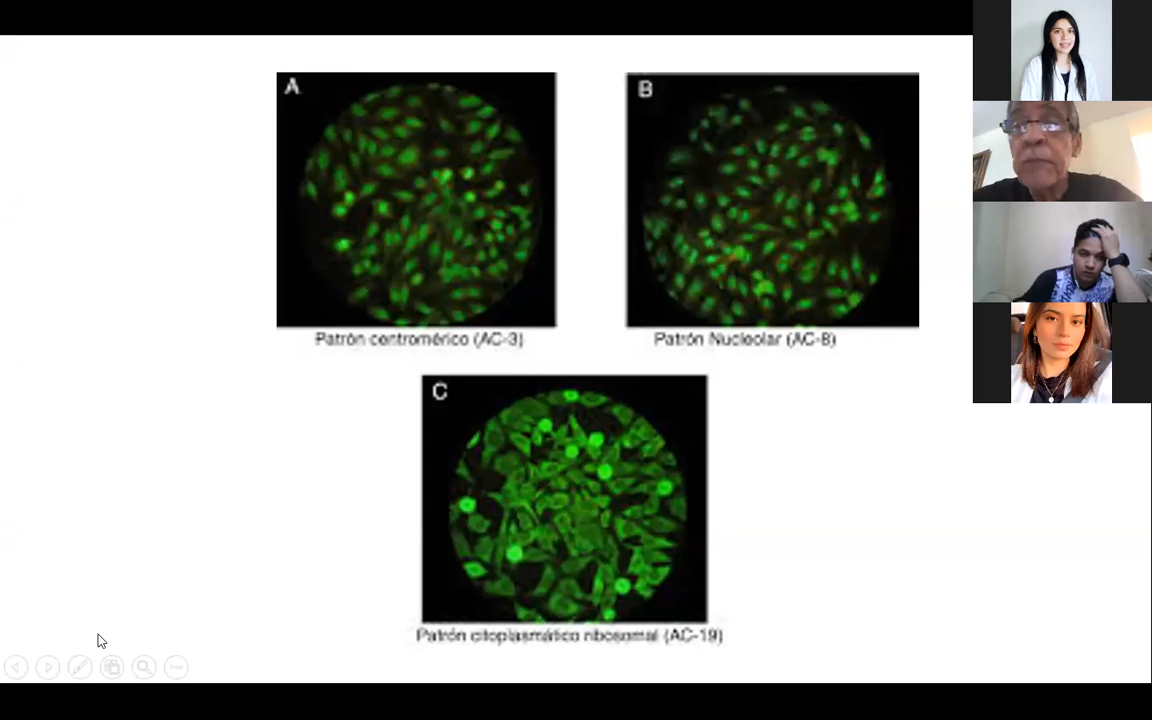 A
B
Patrón centromérico (AC-3)
Patrón Nucleolar (AC-8)
C
Patrón citoplasmático ribosomal (AC-19)